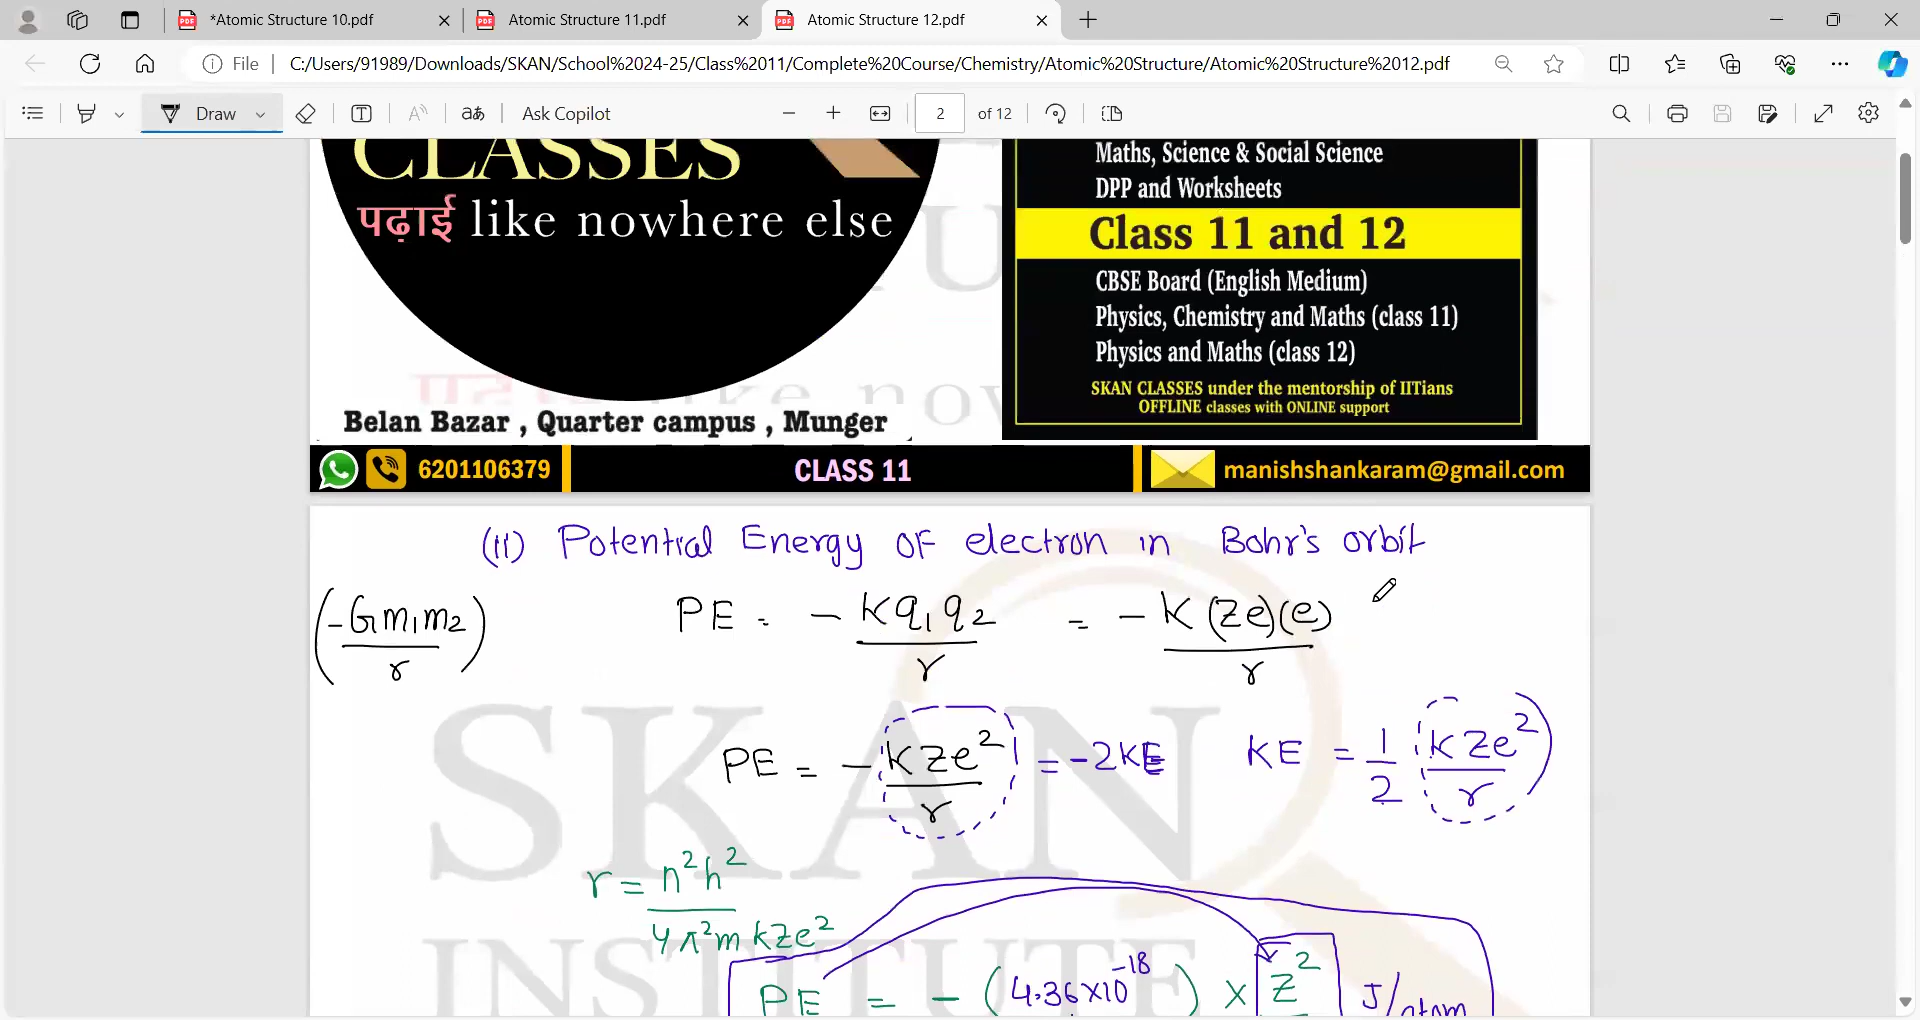 *Atomic Structure 10.pdf
Atomic Structure 11.pdf
Atomic Structure 12.pdf
File
C:/Users/91989/Downloads/SKAN/School%2024-25/Class%2011/Complete%20Course/Chemistry/Atomic%20Structure/Atomic%20Structure%2012.pdf
Draw
aあ
Ask Copilot
2 of 12
CLASSES
पढ़ाई like nowhere else
Belan Bazar , Quarter campus , Munger
Maths, Science & Social Science
DPP and Worksheets
Class 11 and 12
CBSE Board (English Medium)
Physics, Chemistry and Maths (class 11)
Physics and Maths (class 12)
SKAN CLASSES under the mentorship of IITians
OFFLINE classes with ONLINE support
6201106379
CLASS 11
manishshankaram@gmail.com
(ii) Potential Energy of electron in Bohr's orbit
(-Gm₁m₂/r) PE = -Kq₁q₂/r = -K(Ze)(e)/r
PE = -KZe²/r = -2KE KE = 1/2 (KZe²/r)
r = n²h²/4π²mkZe²
PE = -(4.36×10⁻¹⁸) × Z² J/atom
SKAN
INSTITUTE